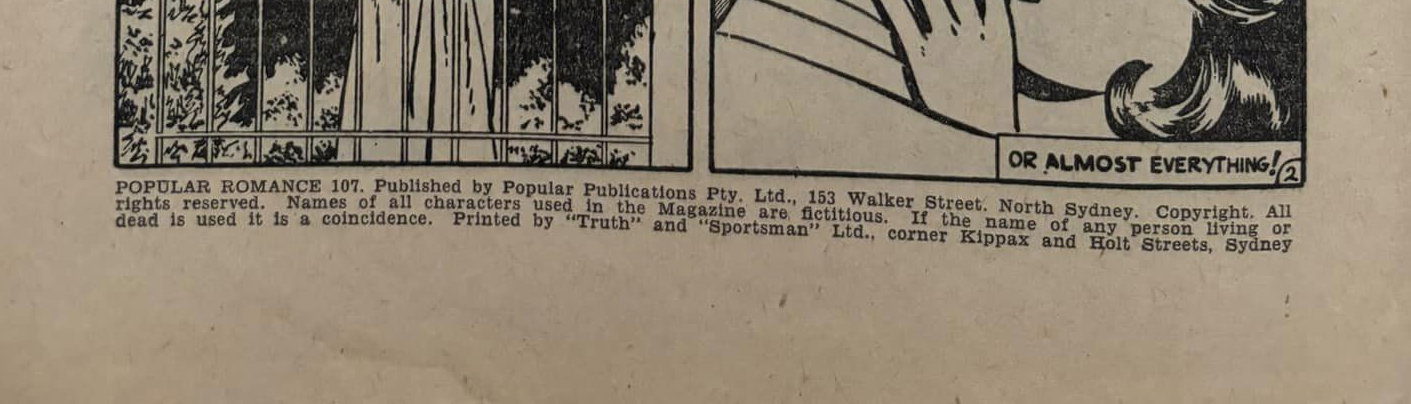 OR ALMOST EVERYTHING!
2
POPULAR ROMANCE 107. Published by Popular Publications Pty. Ltd., 153 Walker Street. North Sydney. Copyright. All
rights reserved. Names of all characters used in the Magazine are fictitious. If the name of any person living or
dead is used it is a coincidence. Printed by "Truth" and "Sportsman" Ltd., corner Kippax and Holt Streets, Sydney